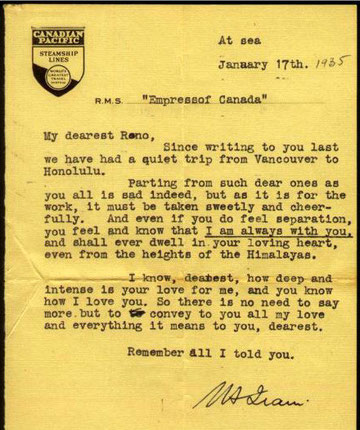 CANADIAN
PACIFIC
STEAMSHIP
LINES
WORLD'S
GREATEST
TRAVEL
SYSTEM
At sea
January 17th. 1935
R.M.S. "Empressof Canada"
My dearest Rono,
Since writing to you last
we have had a quiet trip from Vancouver to
Honolulu.
Parting from such dear ones as
you all is sad indeed, but as it is for the
work, it must be taken sweetly and cheer-
fully. And even if you do feel separation,
you feel and know that I am always with you,
and shall ever dwell in your loving heart,
even from the heights of the Himalayas.
I know, dearest, how deep and
intense is your love for me, and you know
how I love you. So there is no need to say
more but to convey to you all my love
and everything it means to you, dearest.
Remember all I told you.